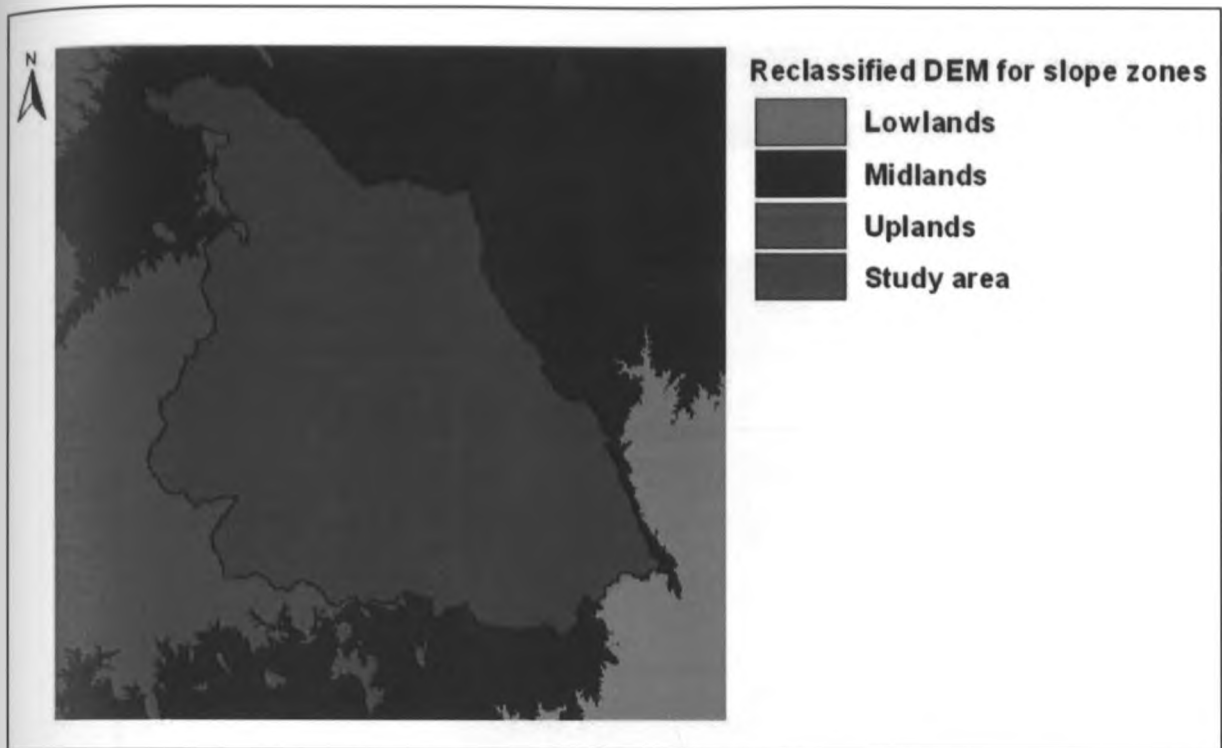 N
Reclassified DEM for slope zones
Lowlands
Midlands
Uplands
Study area